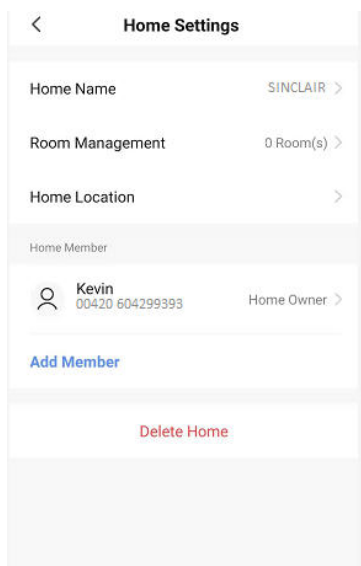 Home Settings
Home Name SINCLAIR
Room Management 0 Room(s)
Home Location
Home Member
Kevin
00420 604299393
Home Owner
Add Member
Delete Home